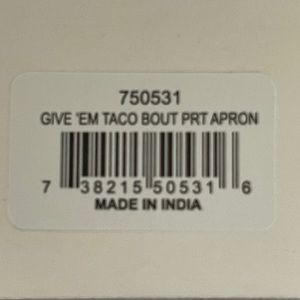 750531
GIVE 'EM TACO BOUT PRT APRON
7 38215 50531 6
MADE IN INDIA